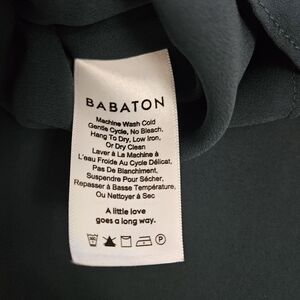 BABATON
Machine Wash Cold
Gentle Cycle, No Bleach,
Hang To Dry, Low Iron,
Or Dry Clean
Laver À La Machine à
L'eau Froide Au Cycle Délicat,
Pas De Blanchiment,
Suspendre Pour Sécher,
Repasser à Basse Température,
Ou Nettoyer à Sec
A little love
goes a long way.
P